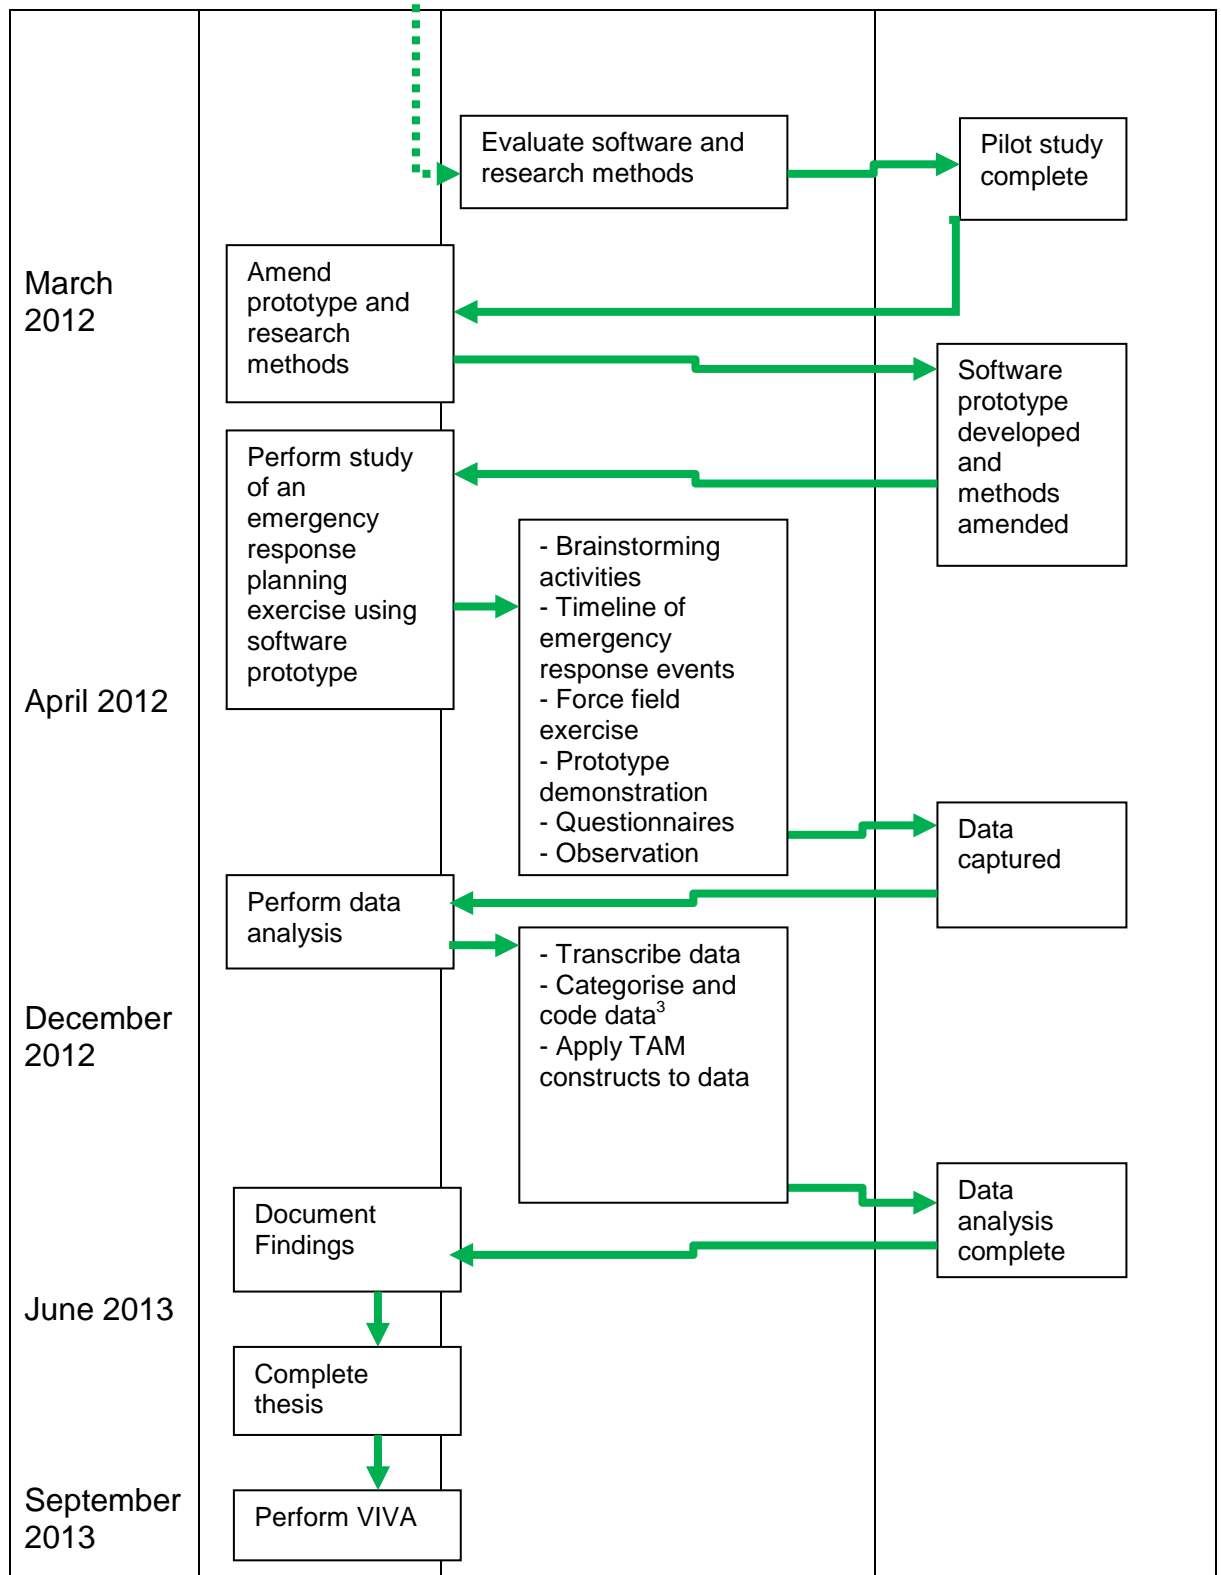 Evaluate software and
research methods
Pilot study
complete
March
2012
Amend
prototype and
research
methods
Software
prototype
developed
and
methods
amended
Perform study
of an
emergency
response
planning
exercise using
software
prototype
- Brainstorming
activities
- Timeline of
emergency
response events
- Force field
exercise
- Prototype
demonstration
- Questionnaires
- Observation
April 2012
Data
captured
Perform data
analysis
- Transcribe data
- Categorise and
code data³
- Apply TAM
constructs to data
December
2012
Data
analysis
complete
Document
Findings
June 2013
Complete
thesis
September
2013
Perform VIVA